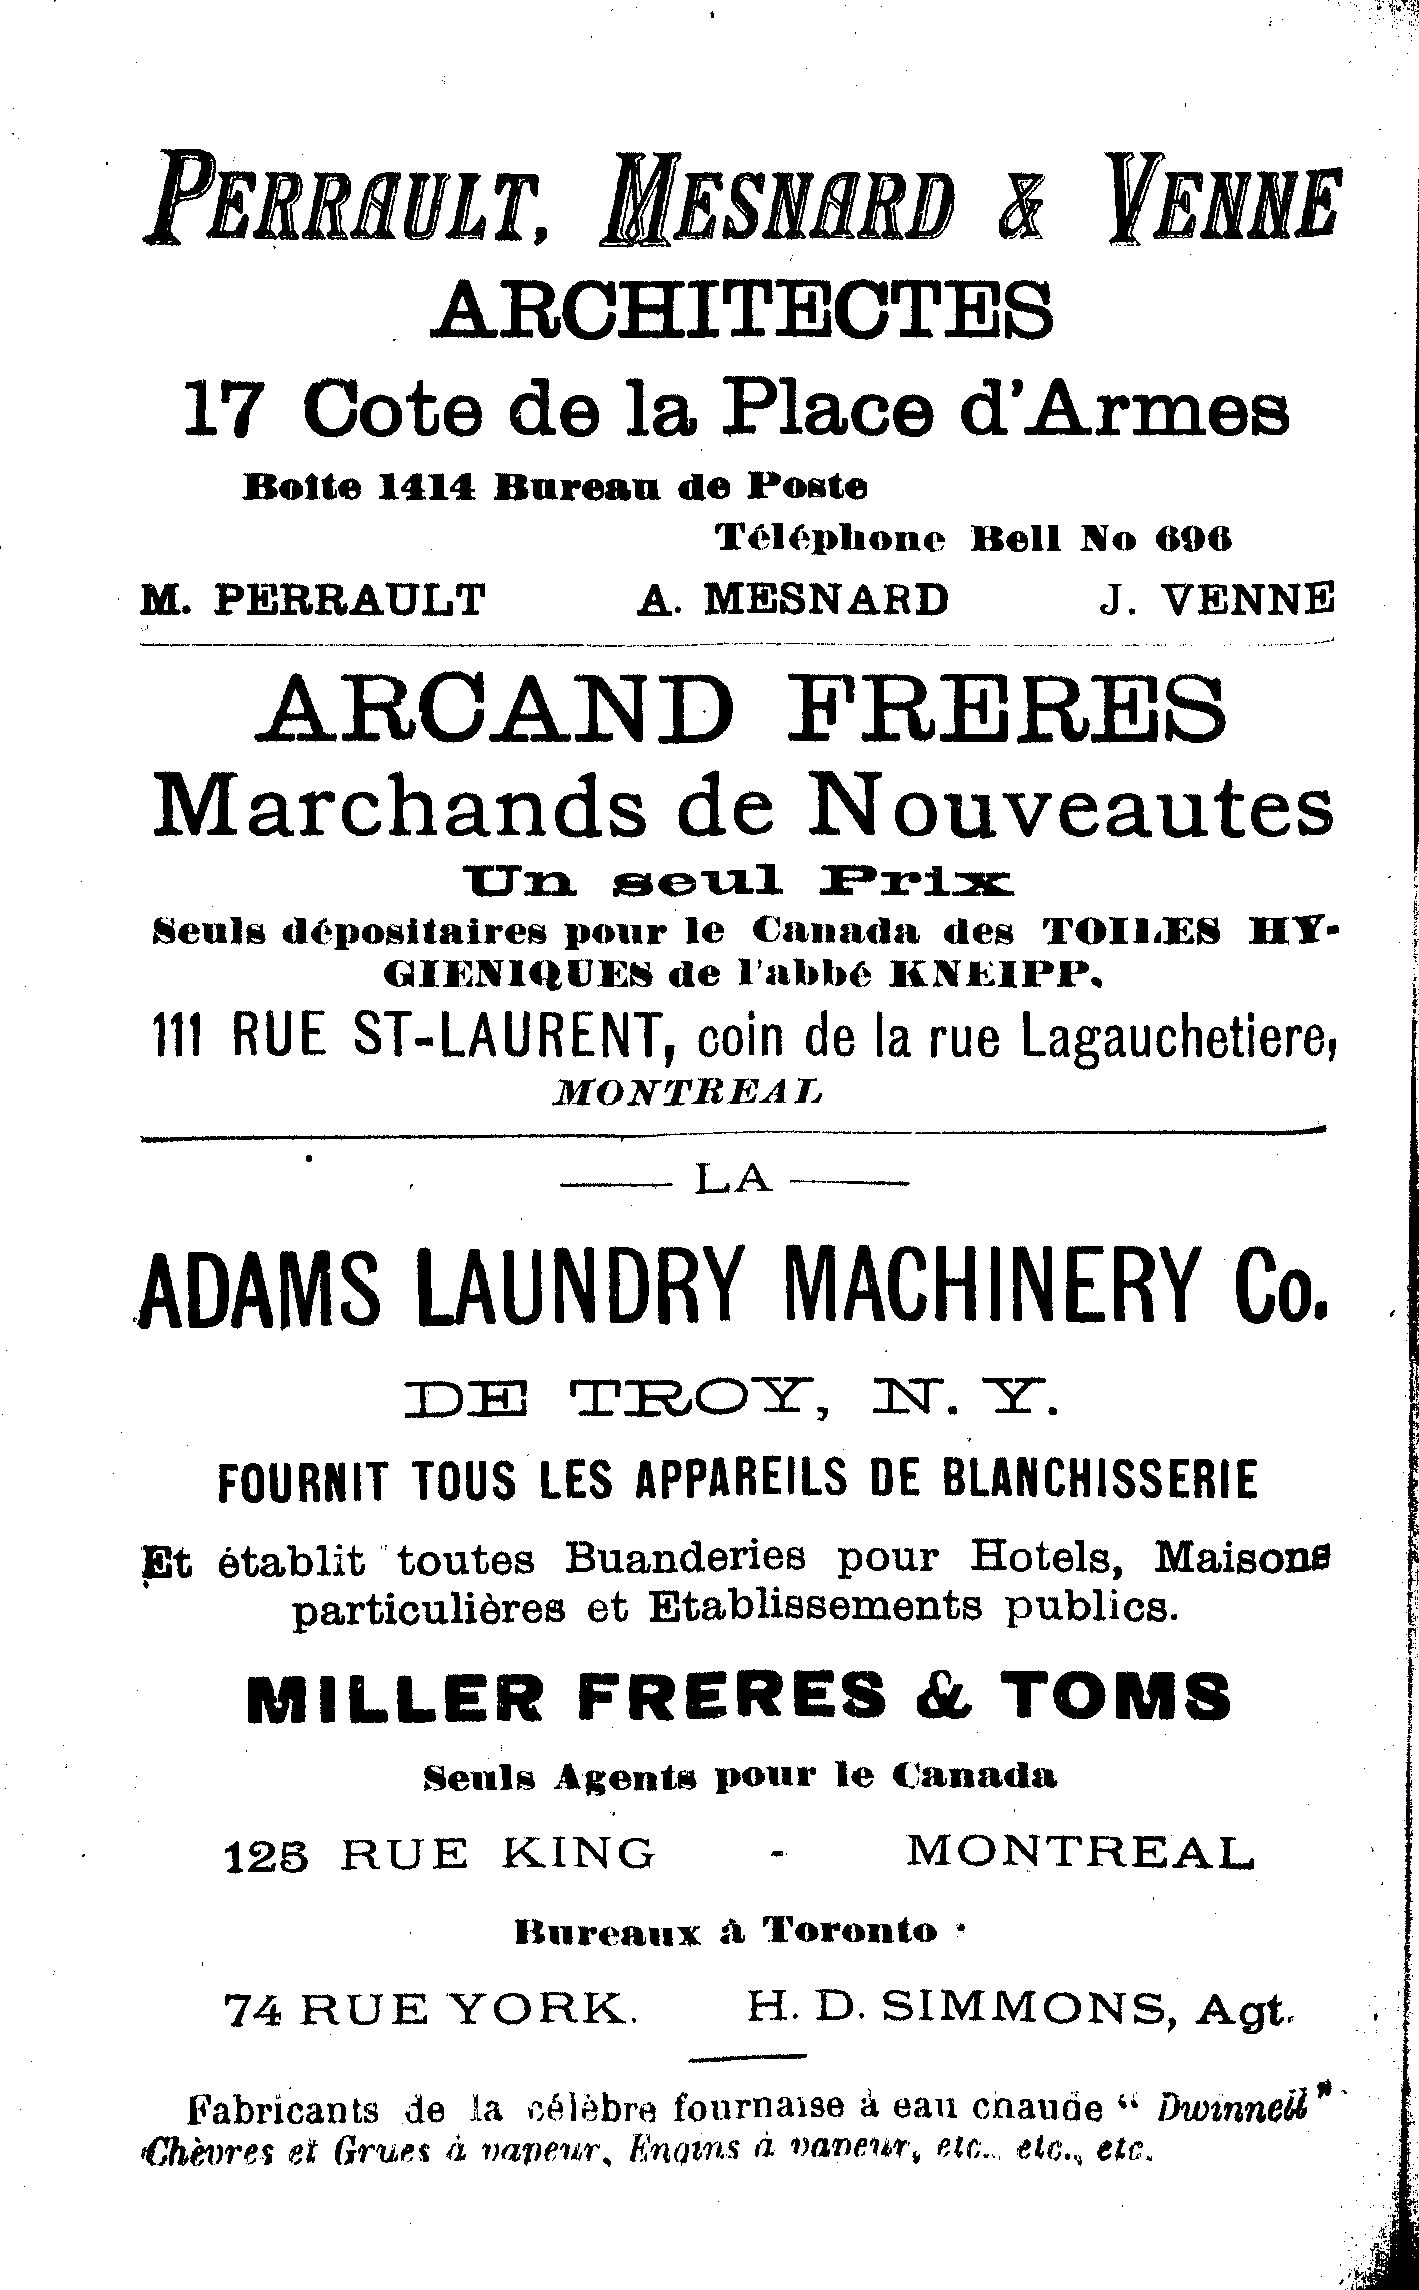 PERRAULT, MESNARD & VENNE
ARCHITECTES
17 Cote de la Place d'Armes
Boîte 1414 Bureau de Poste
Téléphone Bell No 696
M. PERRAULT A. MESNARD J. VENNE
ARCAND FRERES
Marchands de Nouveautes
Un seul Prix
Seuls dépositaires pour le Canada des TOILES HY-
GIENIQUES de l'abbé KNEIPP.
111 RUE ST-LAURENT, coin de la rue Lagauchetiere,
MONTREAL
— LA —
ADAMS LAUNDRY MACHINERY Co.
DE TROY, N. Y.
FOURNIT TOUS LES APPAREILS DE BLANCHISSERIE
Et établit toutes Buanderies pour Hotels, Maisons
particulières et Etablissements publics.
MILLER FRERES & TOMS
Seuls Agents pour le Canada
125 RUE KING - MONTREAL
Bureaux à Toronto
74 RUE YORK. H. D. SIMMONS, Agt.
Fabricants de la célèbre fournaise à eau chaude “ Dwinnell”
Chèvres et Grues à vapeur, Engins à vapeur, etc., etc., etc.